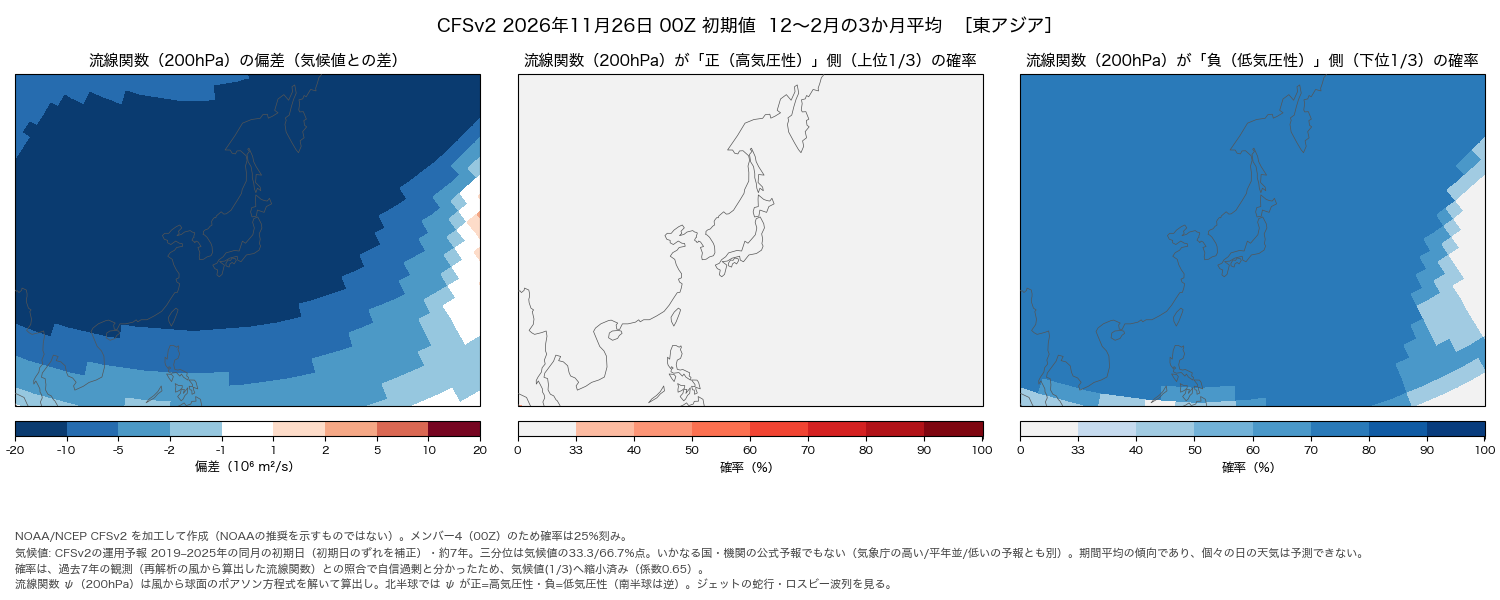 CFSv2 2026年11月26日 00Z 初期値 12～2月の3か月平均 ［東アジア］
流線関数（200hPa）の偏差（気候値との差）
流線関数（200hPa）が「正（高気圧性）」側（上位1/3）の確率
流線関数（200hPa）が「負（低気圧性）」側（下位1/3）の確率
-20 -10 -5 -2 -1 1 2 5 10 20
偏差（10⁶ m²/s）
0 33 40 50 60 70 80 90 100
確率（%）
0 33 40 50 60 70 80 90 100
確率（%）
NOAA/NCEP CFSv2 を加工して作成（NOAAの推奨を示すものではない）。メンバー4（00Z）のため確率は25%刻み。
気候値: CFSv2の運用予報 2019–2025年の同月の初期日（初期日のずれを補正）・約7年。三分位は気候値の33.3/66.7%点。いかなる国・機関の公式予報でもない（気象庁の高い/平年並/低いの予報とも別）。期間平均の傾向であり、個々の日の天気は予測できない。
確率は、過去7年の観測（再解析の風から算出した流線関数）との照合で自信過剰と分かったため、気候値(1/3)へ縮小済み（係数0.65）。
流線関数 ψ（200hPa）は風から球面のポアソン方程式を解いて算出し。北半球では ψ が正=高気圧性・負=低気圧性（南半球は逆）。ジェットの蛇行・ロスビー波列を見る。